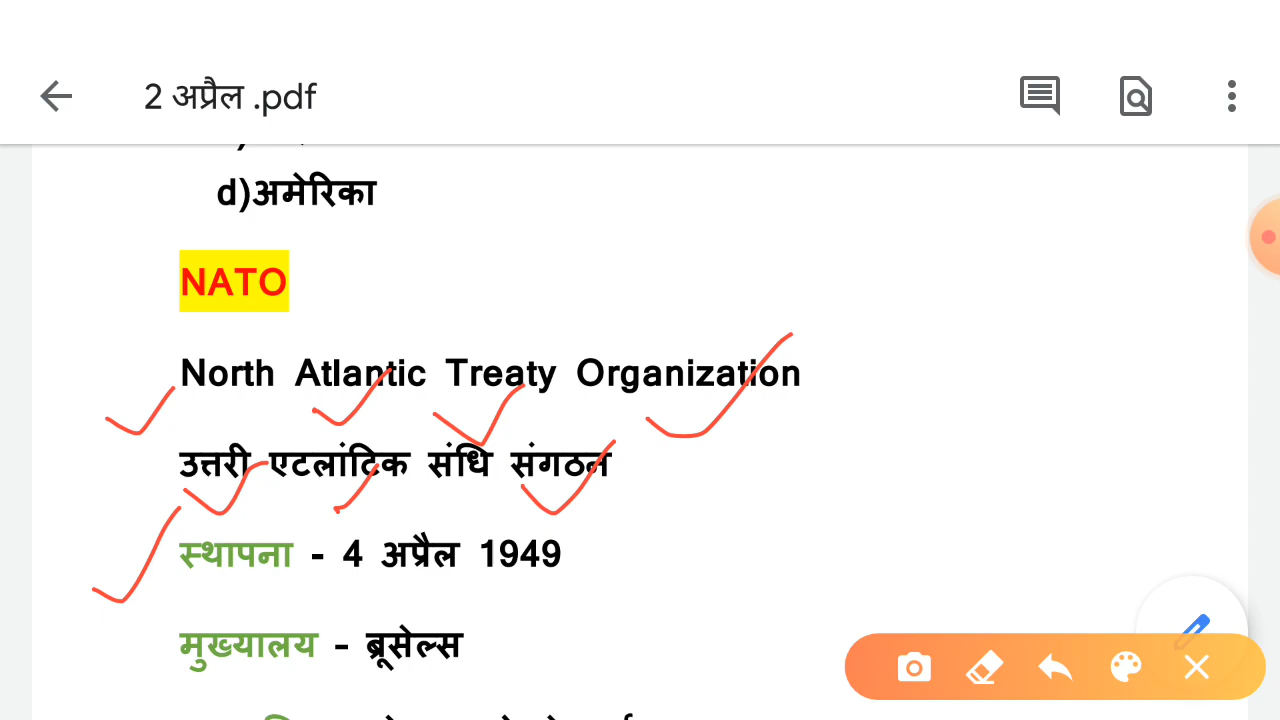 2 अप्रैल .pdf
d)अमेरिका
NATO
North Atlantic Treaty Organization
उत्तरी एटलांटिक संधि संगठन
स्थापना - 4 अप्रैल 1949
मुख्यालय - ब्रूसेल्स